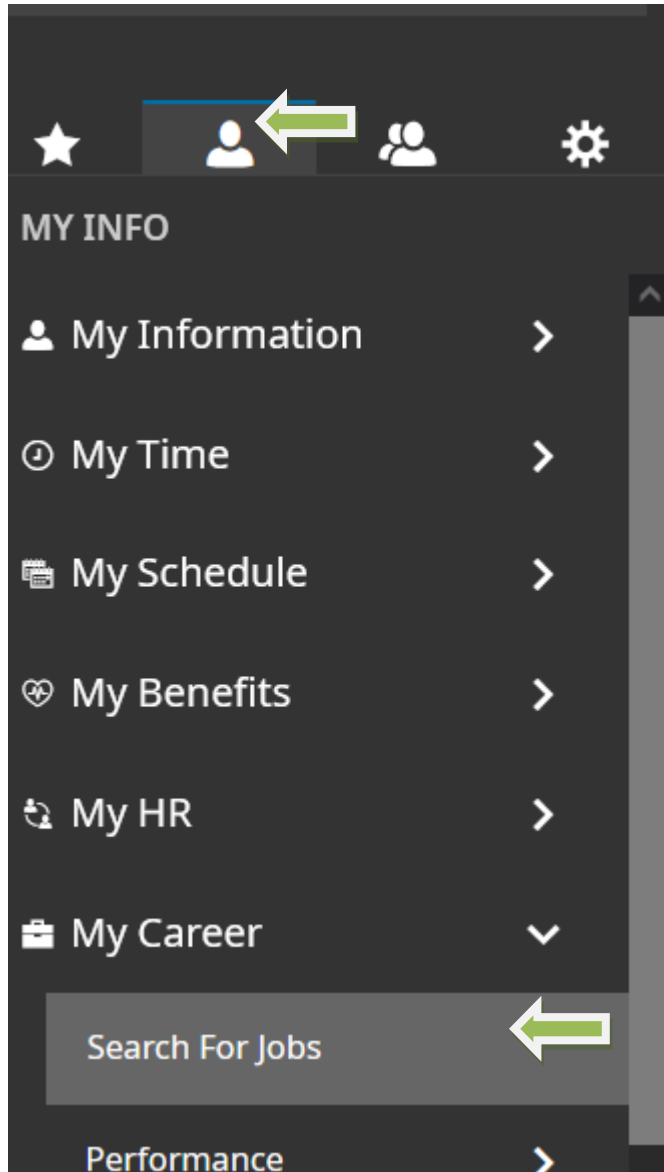 MY INFO
My Information
My Time
My Schedule
My Benefits
My HR
My Career
Search For Jobs
Performance